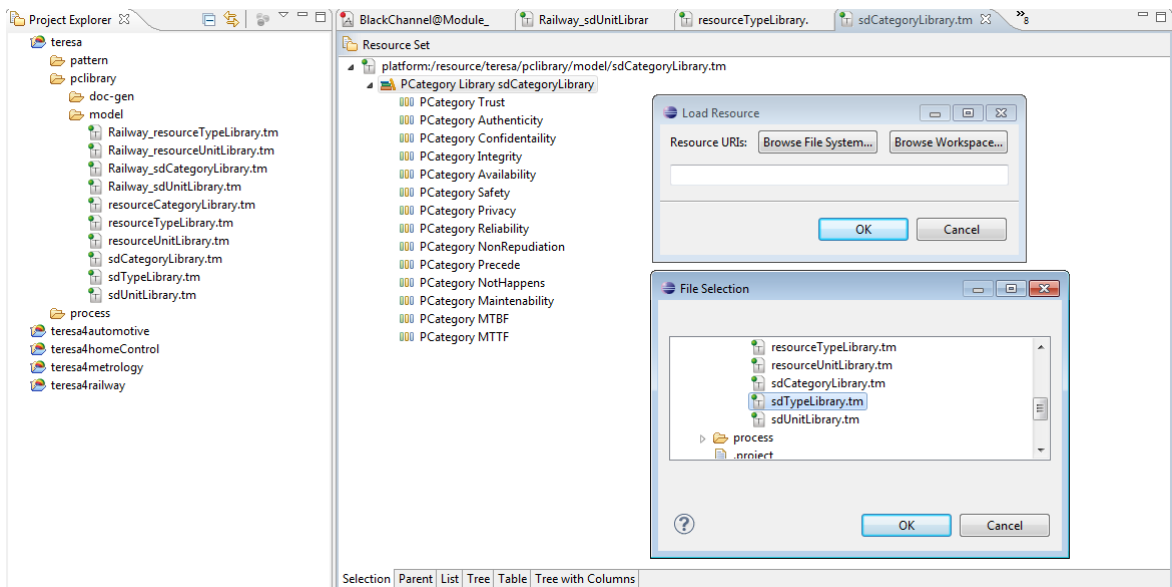 Project Explorer
teresa
pattern
pclibrary
doc-gen
model
Railway_resourceTypeLibrary.tm
Railway_resourceUnitLibrary.tm
Railway_sdCategoryLibrary.tm
Railway_sdUnitLibrary.tm
resourceCategoryLibrary.tm
resourceTypeLibrary.tm
resourceUnitLibrary.tm
sdCategoryLibrary.tm
sdTypeLibrary.tm
sdUnitLibrary.tm
process
teresa4automotive
teresa4homeControl
teresa4metrology
teresa4railway
BlackChannel@Module_ Railway_sdUnitLibrar resourceTypeLibrary. sdCategoryLibrary.tm »8
Resource Set
platform:/resource/teresa/pclibrary/model/sdCategoryLibrary.tm
PCategory Library sdCategoryLibrary
PCategory Trust
PCategory Authenticity
PCategory Confidentaility
PCategory Integrity
PCategory Availability
PCategory Safety
PCategory Privacy
PCategory Reliability
PCategory NonRepudiation
PCategory Precede
PCategory NotHappens
PCategory Maintenability
PCategory MTBF
PCategory MTTF
Load Resource
Resource URIs: Browse File System... Browse Workspace...
OK Cancel
File Selection
resourceTypeLibrary.tm
resourceUnitLibrary.tm
sdCategoryLibrary.tm
sdTypeLibrary.tm
sdUnitLibrary.tm
process
.project
? OK Cancel
Selection Parent List Tree Table Tree with Columns